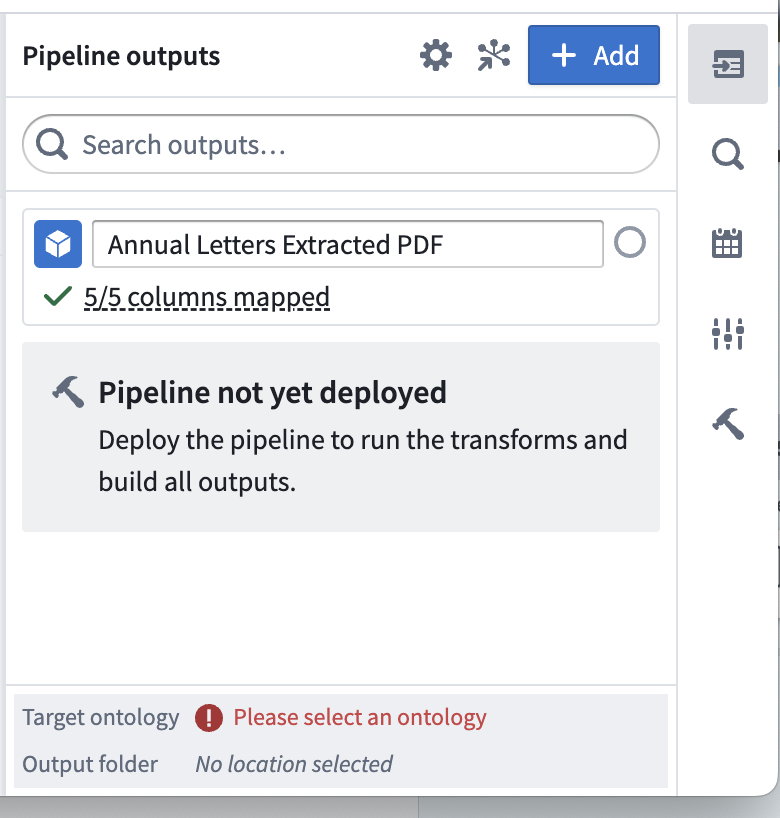 Pipeline outputs
Add
Search outputs…
Annual Letters Extracted PDF
5/5 columns mapped
Pipeline not yet deployed
Deploy the pipeline to run the transforms and
build all outputs.
Target ontology Please select an ontology
Output folder No location selected